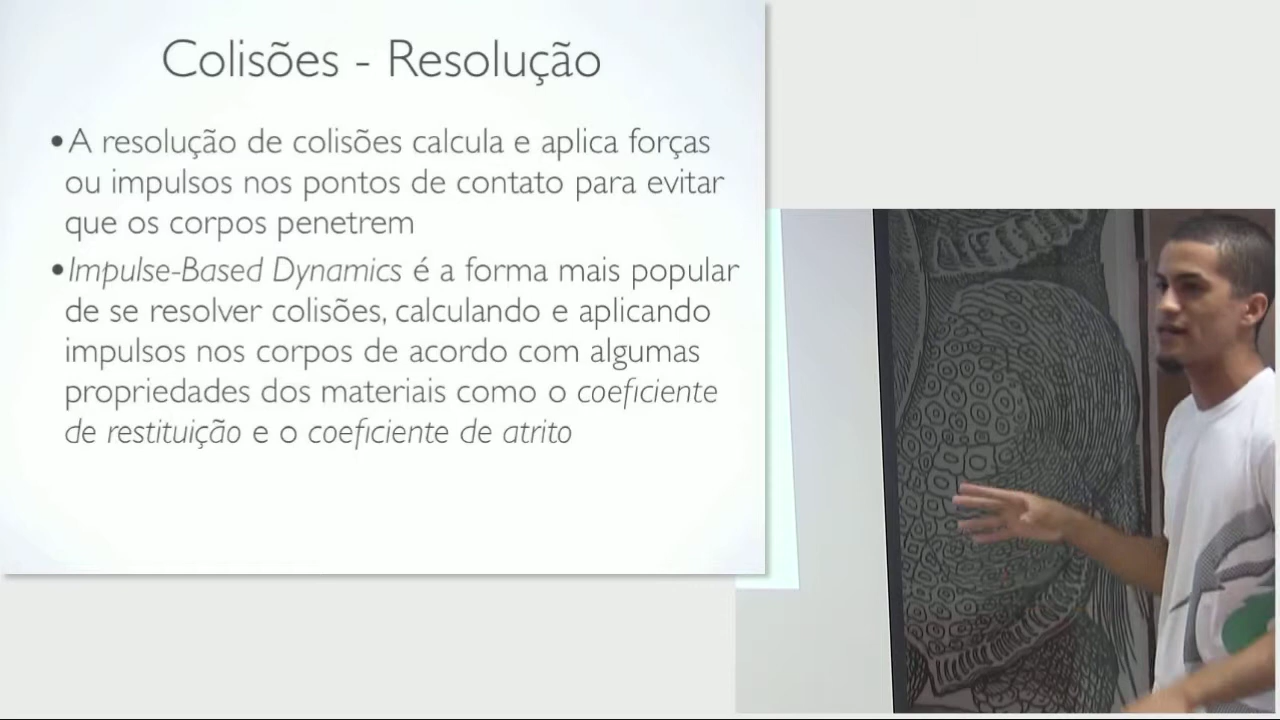 Colisões - Resolução
•A resolução de colisões calcula e aplica forças
ou impulsos nos pontos de contato para evitar
que os corpos penetrem
•Impulse-Based Dynamics é a forma mais popular
de se resolver colisões, calculando e aplicando
impulsos nos corpos de acordo com algumas
propriedades dos materiais como o coeficiente
de restituição e o coeficiente de atrito